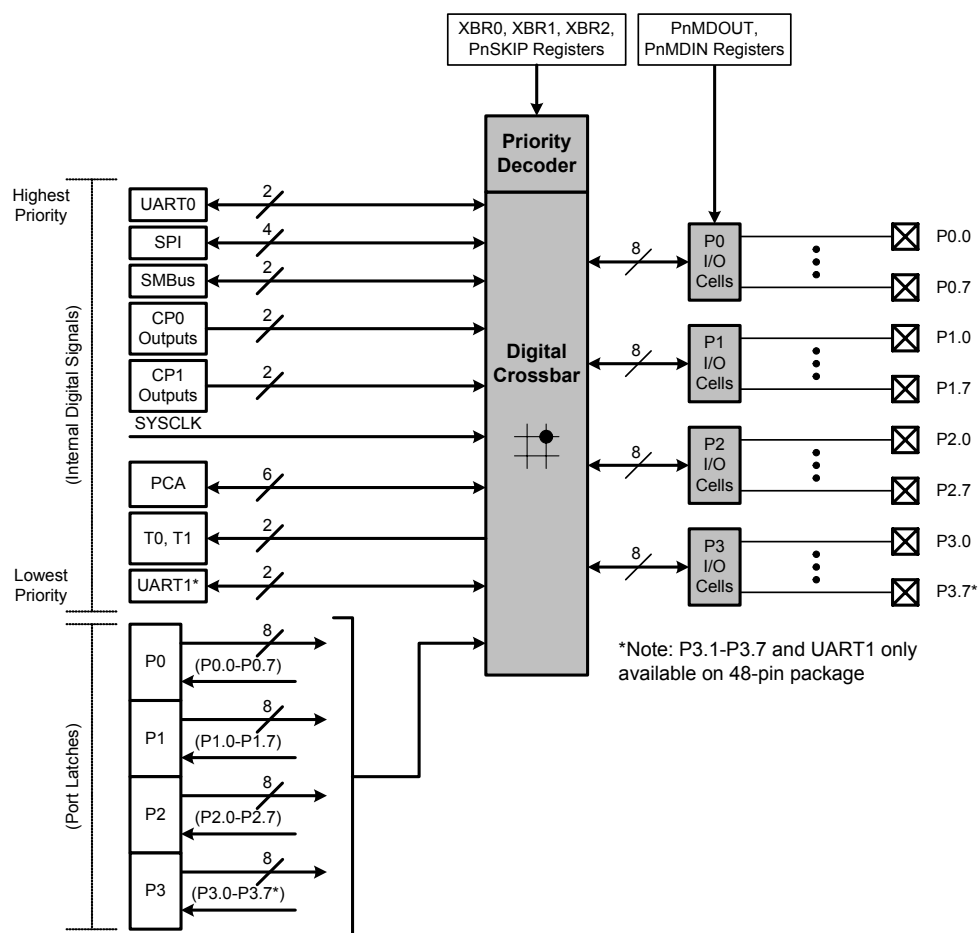 XBR0, XBR1, XBR2,
PnSKIP Registers
PnMDOUT,
PnMDIN Registers
Priority
Decoder
Highest
Priority
(Internal Digital Signals)
Lowest
Priority
UART0
2
SPI
4
SMBus
2
CP0
Outputs
2
CP1
Outputs
2
SYSCLK
PCA
6
T0, T1
2
UART1*
2
Digital
Crossbar
8
P0
I/O
Cells
P0.0
P0.7
8
P1
I/O
Cells
P1.0
P1.7
8
P2
I/O
Cells
P2.0
P2.7
8
P3
I/O
Cells
P3.0
P3.7*
*Note: P3.1-P3.7 and UART1 only
available on 48-pin package
(Port Latches)
P0
8
(P0.0-P0.7)
P1
8
(P1.0-P1.7)
P2
8
(P2.0-P2.7)
P3
8
(P3.0-P3.7*)